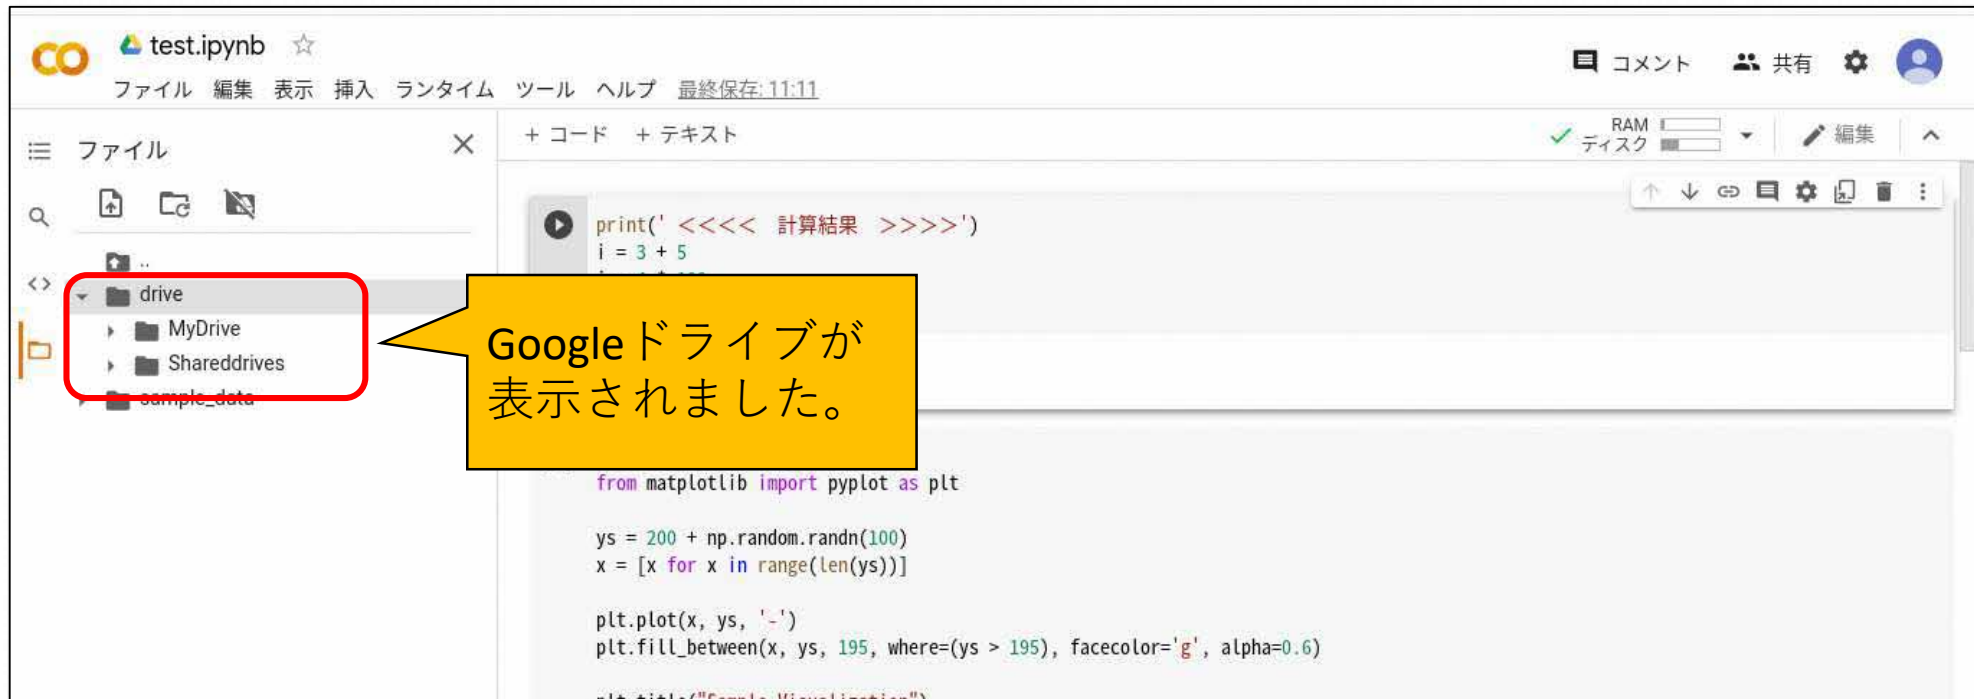 test.ipynb
ファイル 編集 表示 挿入 ランタイム ツール ヘルプ 最終保存: 11:11
コメント 共有
ファイル
+ コード + テキスト
RAM
ディスク
編集
..
drive
MyDrive
Shareddrives
sample_data
Googleドライブが
表示されました。
print(' <<<< 計算結果 >>>>')
i = 3 + 5
from matplotlib import pyplot as plt
ys = 200 + np.random.randn(100)
x = [x for x in range(len(ys))]
plt.plot(x, ys, '-')
plt.fill_between(x, ys, 195, where=(ys > 195), facecolor='g', alpha=0.6)
plt.title("Sample Visualization")